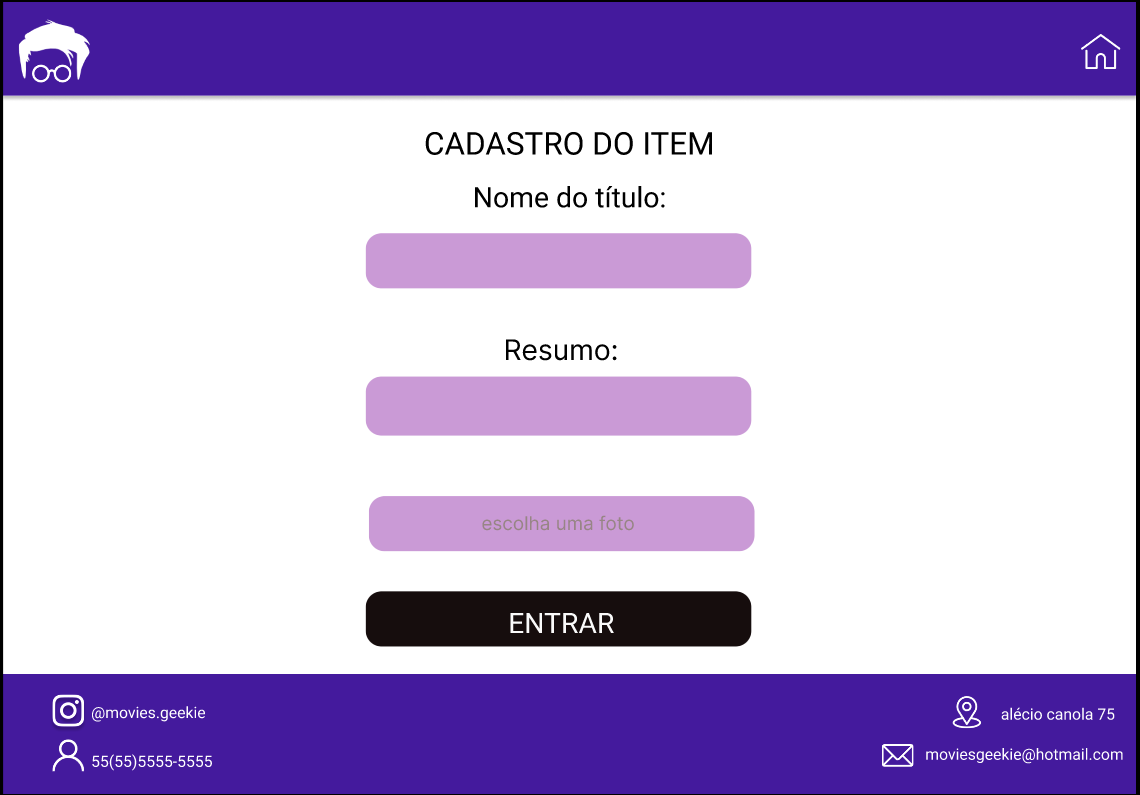 CADASTRO DO ITEM
Nome do título:
Resumo:
escolha uma foto
ENTRAR
@movies.geekie
alécio canola 75
55(55)5555-5555
moviesgeekie@hotmail.com